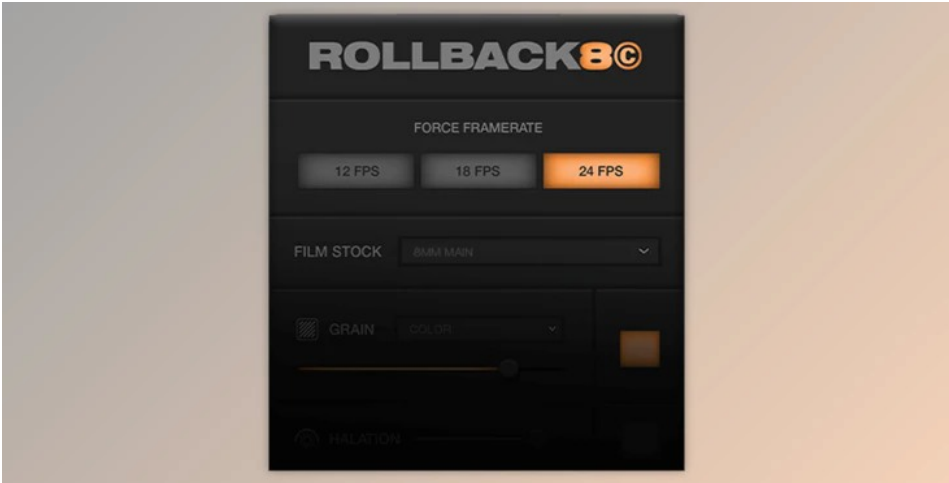 ROLLBACK8©
FORCE FRAMERATE
12 FPS 18 FPS 24 FPS
FILM STOCK 8MM MAIN
GRAIN COLOR
HALATION